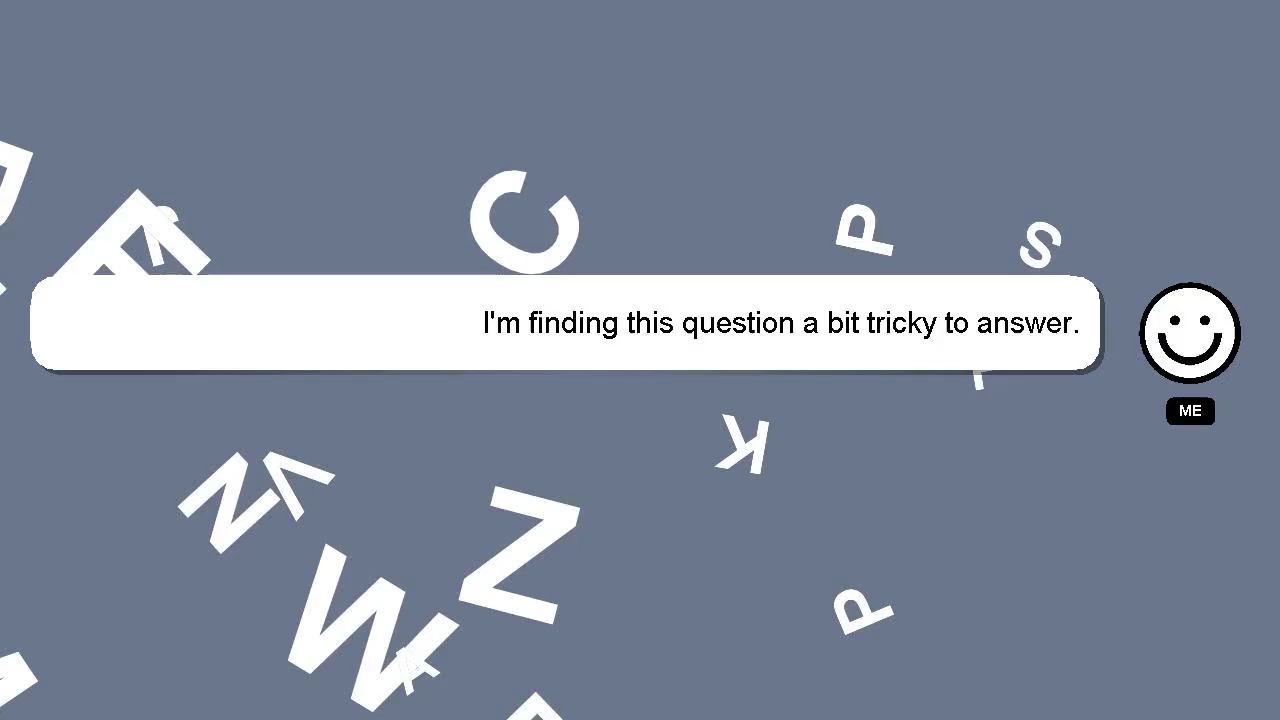 C
P
S
I'm finding this question a bit tricky to answer.
ME
K
N
V
Z
W
A
P